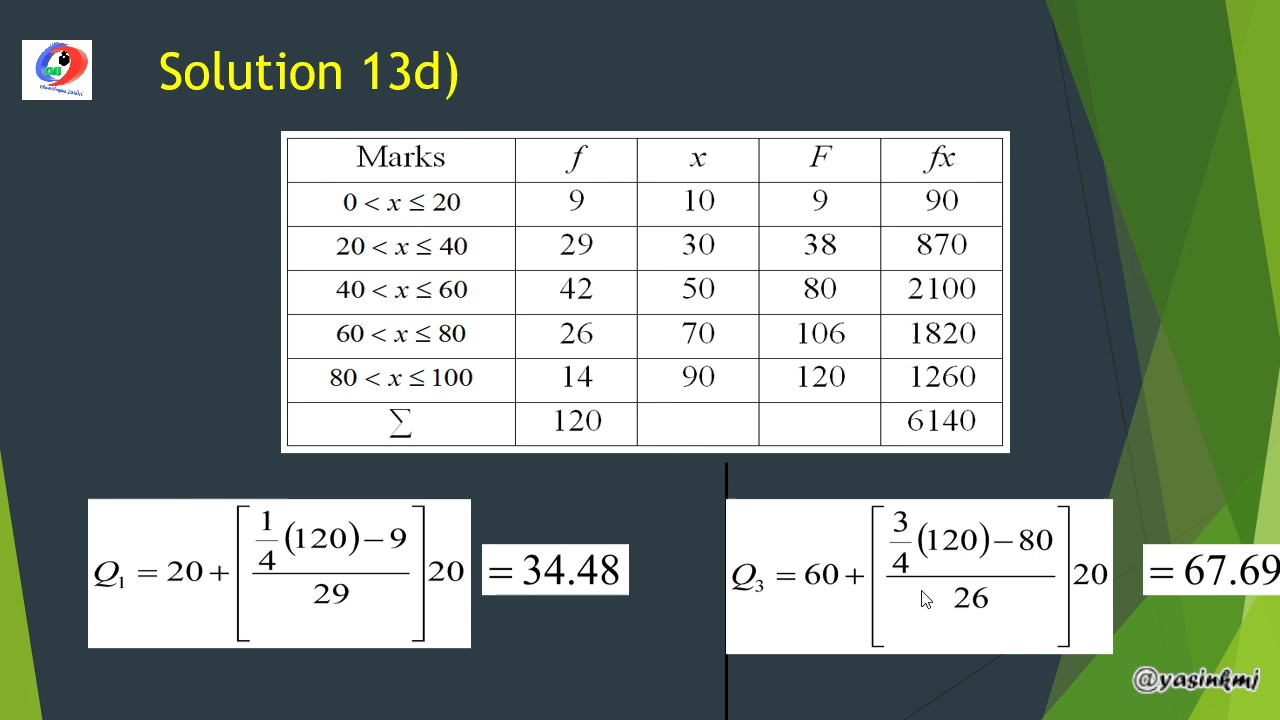 Solution 13d)
Marks f x F fx
0 < x ≤ 20 9 10 9 90
20 < x ≤ 40 29 30 38 870
40 < x ≤ 60 42 50 80 2100
60 < x ≤ 80 26 70 106 1820
80 < x ≤ 100 14 90 120 1260
∑ 120 6140
Q₁ = 20 + [(1/4 (120) − 9) / 29] 20 = 34.48
Q₃ = 60 + [(3/4 (120) − 80) / 26] 20 = 67.69
@yasinkmj